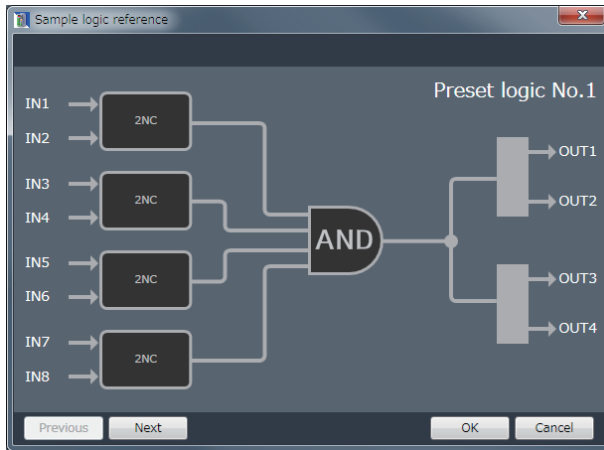 Sample logic reference
Preset logic No.1
IN1
2NC
IN2
IN3
2NC
IN4
AND
IN5
2NC
IN6
IN7
2NC
IN8
OUT1
OUT2
OUT3
OUT4
Previous
Next
OK
Cancel